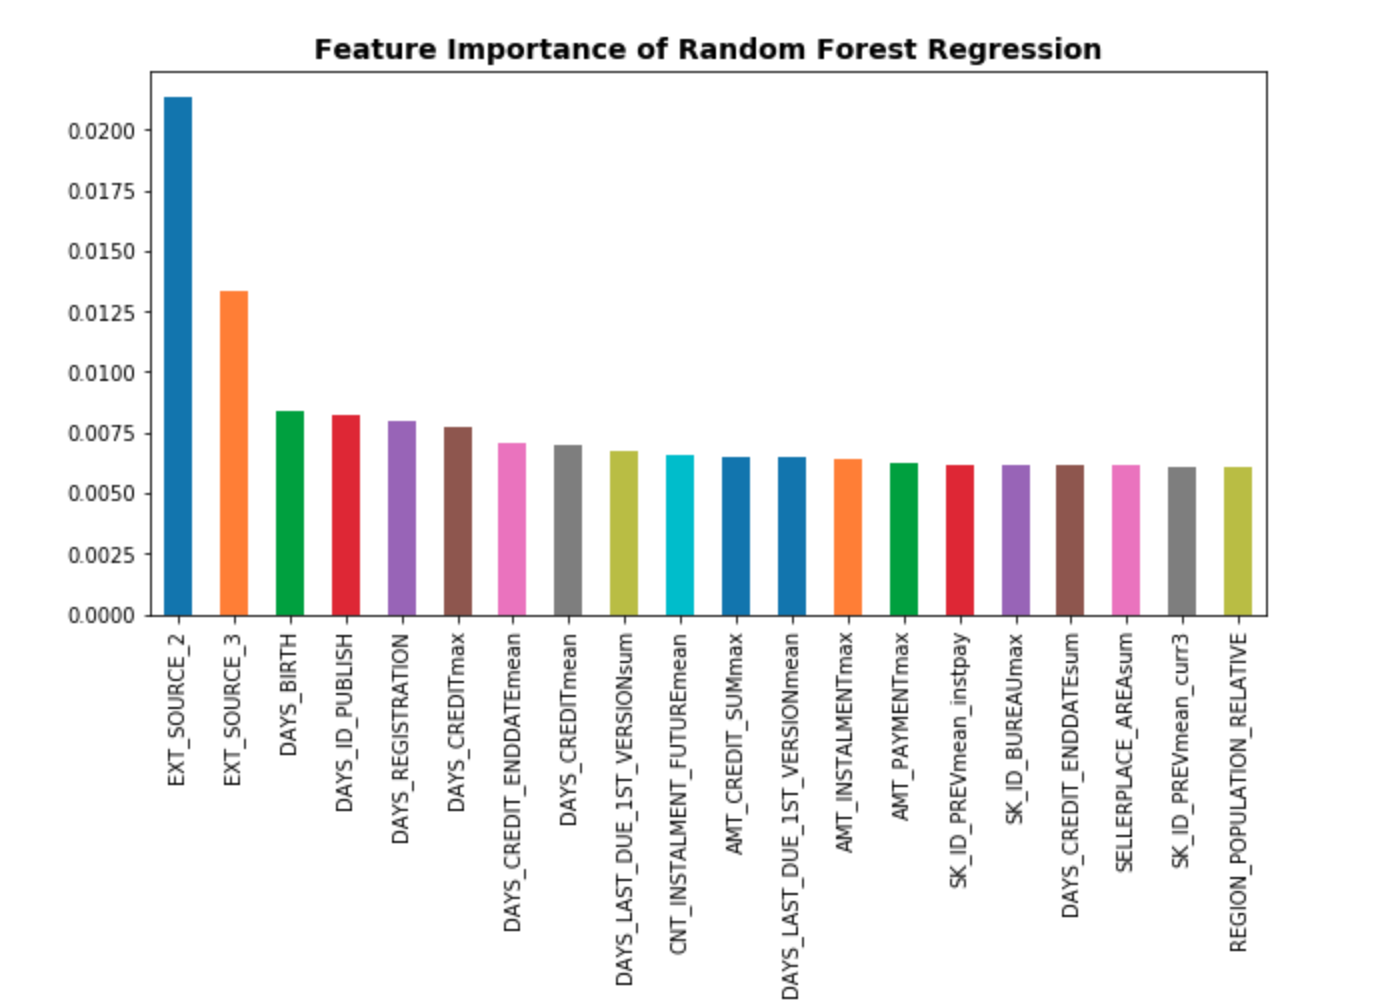 Feature Importance of Random Forest Regression
0.0200
0.0175
0.0150
0.0125
0.0100
0.0075
0.0050
0.0025
0.0000
EXT_SOURCE_2
EXT_SOURCE_3
DAYS_BIRTH
DAYS_ID_PUBLISH
DAYS_REGISTRATION
DAYS_CREDITmax
DAYS_CREDIT_ENDDATEmean
DAYS_CREDITmean
DAYS_LAST_DUE_1ST_VERSIONsum
CNT_INSTALMENT_FUTUREmean
AMT_CREDIT_SUMmax
DAYS_LAST_DUE_1ST_VERSIONmean
AMT_INSTALMENTmax
AMT_PAYMENTmax
SK_ID_PREVmean_instpay
SK_ID_BUREAUmax
DAYS_CREDIT_ENDDATEsum
SELLERPLACE_AREAsum
SK_ID_PREVmean_curr3
REGION_POPULATION_RELATIVE